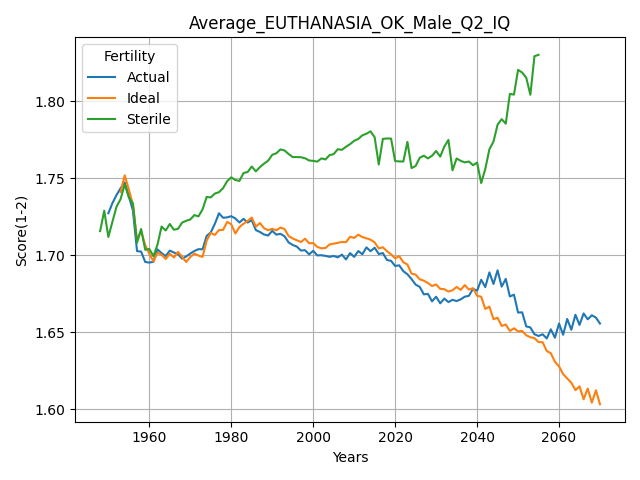 Average_EUTHANASIA_OK_Male_Q2_IQ
Fertility
Actual
Ideal
Sterile
Score(1-2)
1.80
1.75
1.70
1.65
1.60
1960 1980 2000 2020 2040 2060
Years